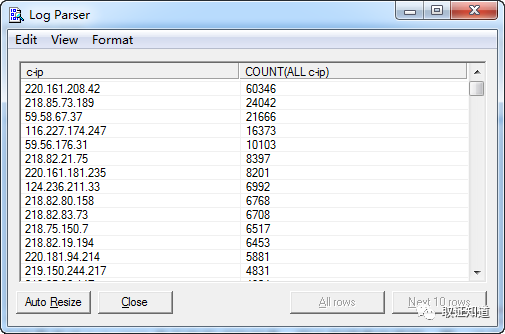 Log Parser
Edit View Format
c-ip COUNT(ALL c-ip)
220.161.208.42 60346
218.85.73.189 24042
59.58.67.37 21666
116.227.174.247 16373
59.56.176.31 10103
218.82.21.75 8397
220.161.181.235 8201
124.236.211.33 6992
218.82.80.158 6768
218.82.83.73 6708
218.75.150.7 6517
218.82.19.194 6453
220.181.94.214 5881
219.150.244.217 4831
Auto Resize Close All rows Next 10 rows
取证知道